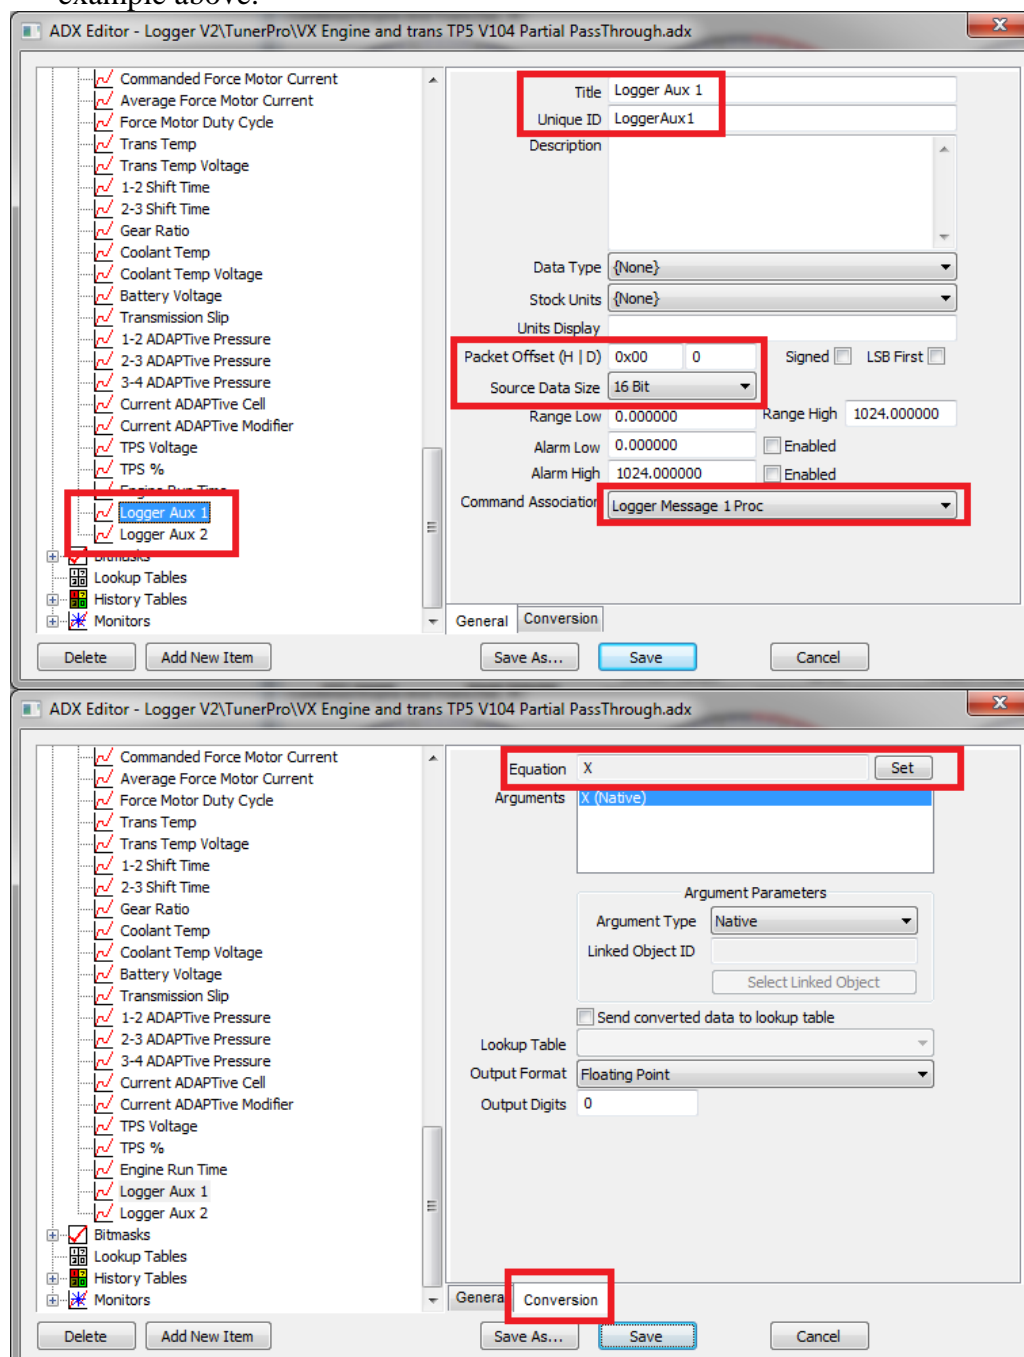 example above.
ADX Editor - Logger V2\TunerPro\VX Engine and trans TP5 V104 Partial PassThrough.adx
Commanded Force Motor Current
Average Force Motor Current
Force Motor Duty Cycle
Trans Temp
Trans Temp Voltage
1-2 Shift Time
2-3 Shift Time
Gear Ratio
Coolant Temp
Coolant Temp Voltage
Battery Voltage
Transmission Slip
1-2 ADAPTive Pressure
2-3 ADAPTive Pressure
3-4 ADAPTive Pressure
Current ADAPTive Cell
Current ADAPTive Modifier
TPS Voltage
TPS %
Engine Run Time
Logger Aux 1
Logger Aux 2
Bitmasks
Lookup Tables
History Tables
Monitors
Title Logger Aux 1
Unique ID LoggerAux1
Description
Data Type {None}
Stock Units {None}
Units Display
Packet Offset (H | D) 0x00 0 Signed LSB First
Source Data Size 16 Bit
Range Low 0.000000 Range High 1024.000000
Alarm Low 0.000000 Enabled
Alarm High 1024.000000 Enabled
Command Association Logger Message 1 Proc
General Conversion
Delete Add New Item Save As... Save Cancel
ADX Editor - Logger V2\TunerPro\VX Engine and trans TP5 V104 Partial PassThrough.adx
Commanded Force Motor Current
Average Force Motor Current
Force Motor Duty Cycle
Trans Temp
Trans Temp Voltage
1-2 Shift Time
2-3 Shift Time
Gear Ratio
Coolant Temp
Coolant Temp Voltage
Battery Voltage
Transmission Slip
1-2 ADAPTive Pressure
2-3 ADAPTive Pressure
3-4 ADAPTive Pressure
Current ADAPTive Cell
Current ADAPTive Modifier
TPS Voltage
TPS %
Engine Run Time
Logger Aux 1
Logger Aux 2
Bitmasks
Lookup Tables
History Tables
Monitors
Equation X Set
Arguments X (Native)
Argument Parameters
Argument Type Native
Linked Object ID
Select Linked Object
Send converted data to lookup table
Lookup Table
Output Format Floating Point
Output Digits 0
General Conversion
Delete Add New Item Save As... Save Cancel